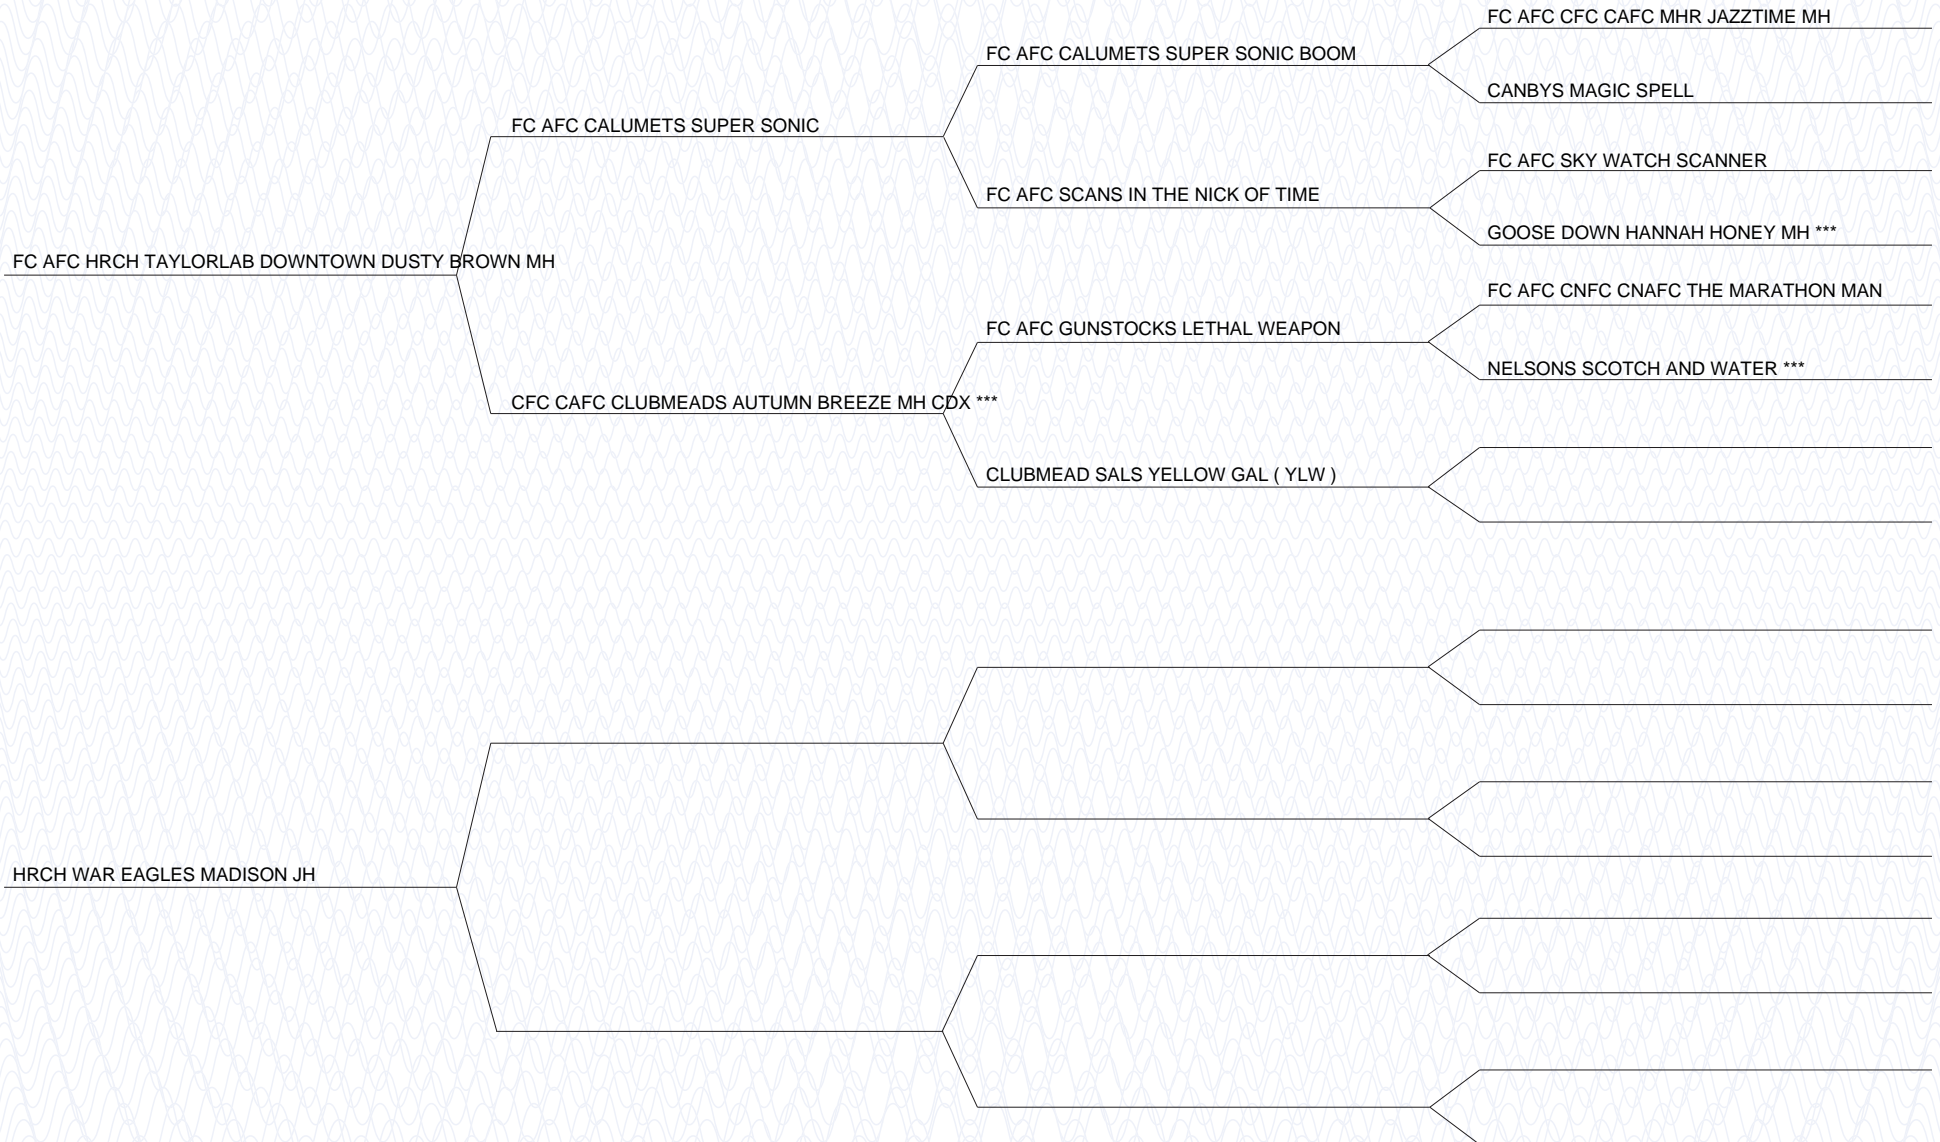 FC AFC CFC CAFC MHR JAZZTIME MH
FC AFC CALUMETS SUPER SONIC BOOM
CANBYS MAGIC SPELL
FC AFC CALUMETS SUPER SONIC
FC AFC SKY WATCH SCANNER
FC AFC SCANS IN THE NICK OF TIME
GOOSE DOWN HANNAH HONEY MH ***
FC AFC HRCH TAYLORLAB DOWNTOWN DUSTY BROWN MH
FC AFC CNFC CNAFC THE MARATHON MAN
FC AFC GUNSTOCKS LETHAL WEAPON
NELSONS SCOTCH AND WATER ***
CFC CAFC CLUBMEADS AUTUMN BREEZE MH CDX ***
CLUBMEAD SALS YELLOW GAL ( YLW )
HRCH WAR EAGLES MADISON JH